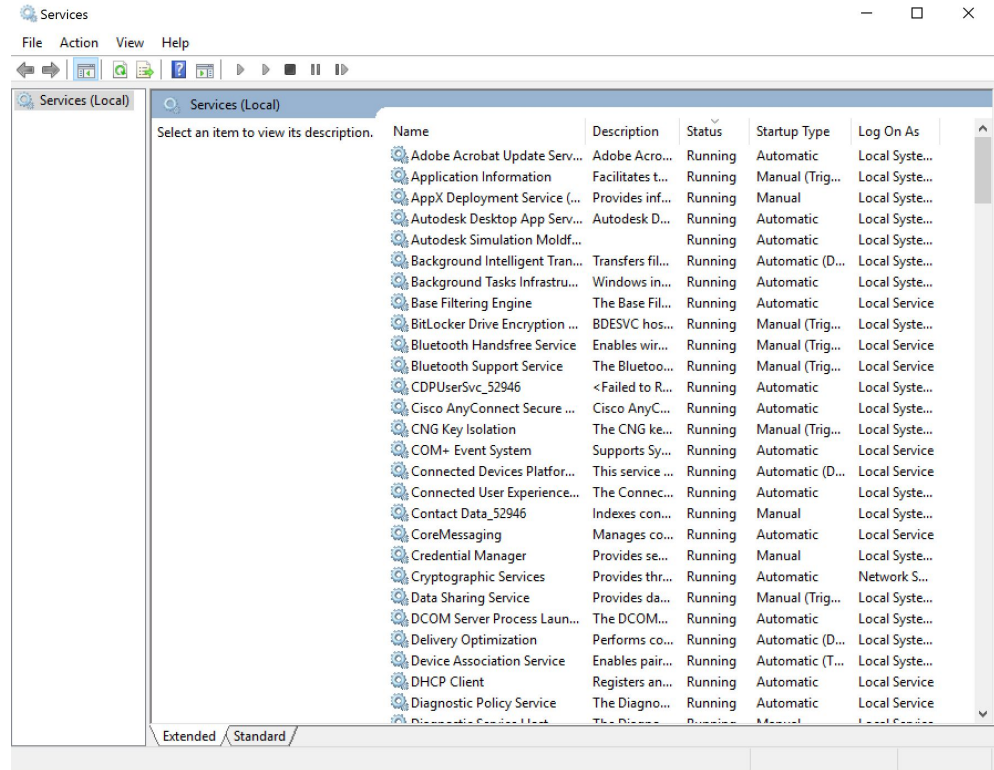 Services
File Action View Help
Services (Local)
Services (Local)
Select an item to view its description.
Name Description Status Startup Type Log On As
Adobe Acrobat Update Serv... Adobe Acro... Running Automatic Local Syste...
Application Information Facilitates t... Running Manual (Trig... Local Syste...
AppX Deployment Service (... Provides inf... Running Manual Local Syste...
Autodesk Desktop App Serv... Autodesk D... Running Automatic Local Syste...
Autodesk Simulation Moldf... Running Automatic Local Syste...
Background Intelligent Tran... Transfers fil... Running Automatic (D... Local Syste...
Background Tasks Infrastru... Windows in... Running Automatic Local Syste...
Base Filtering Engine The Base Fil... Running Automatic Local Service
BitLocker Drive Encryption ... BDESVC hos... Running Manual (Trig... Local Syste...
Bluetooth Handsfree Service Enables wir... Running Manual (Trig... Local Service
Bluetooth Support Service The Bluetoo... Running Manual (Trig... Local Service
CDPUserSvc_52946 <Failed to R... Running Automatic Local Syste...
Cisco AnyConnect Secure ... Cisco AnyC... Running Automatic Local Syste...
CNG Key Isolation The CNG ke... Running Manual (Trig... Local Syste...
COM+ Event System Supports Sy... Running Automatic Local Service
Connected Devices Platfor... This service ... Running Automatic (D... Local Service
Connected User Experience... The Connec... Running Automatic Local Syste...
Contact Data_52946 Indexes con... Running Manual Local Syste...
CoreMessaging Manages co... Running Automatic Local Service
Credential Manager Provides se... Running Manual Local Syste...
Cryptographic Services Provides thr... Running Automatic Network S...
Data Sharing Service Provides da... Running Manual (Trig... Local Syste...
DCOM Server Process Laun... The DCOM... Running Automatic Local Syste...
Delivery Optimization Performs co... Running Automatic (D... Local Syste...
Device Association Service Enables pair... Running Automatic (T... Local Syste...
DHCP Client Registers an... Running Automatic Local Service
Diagnostic Policy Service The Diagno... Running Automatic Local Service
Diagnostic Service Host The Diagno... Running Manual Local Service
Extended Standard